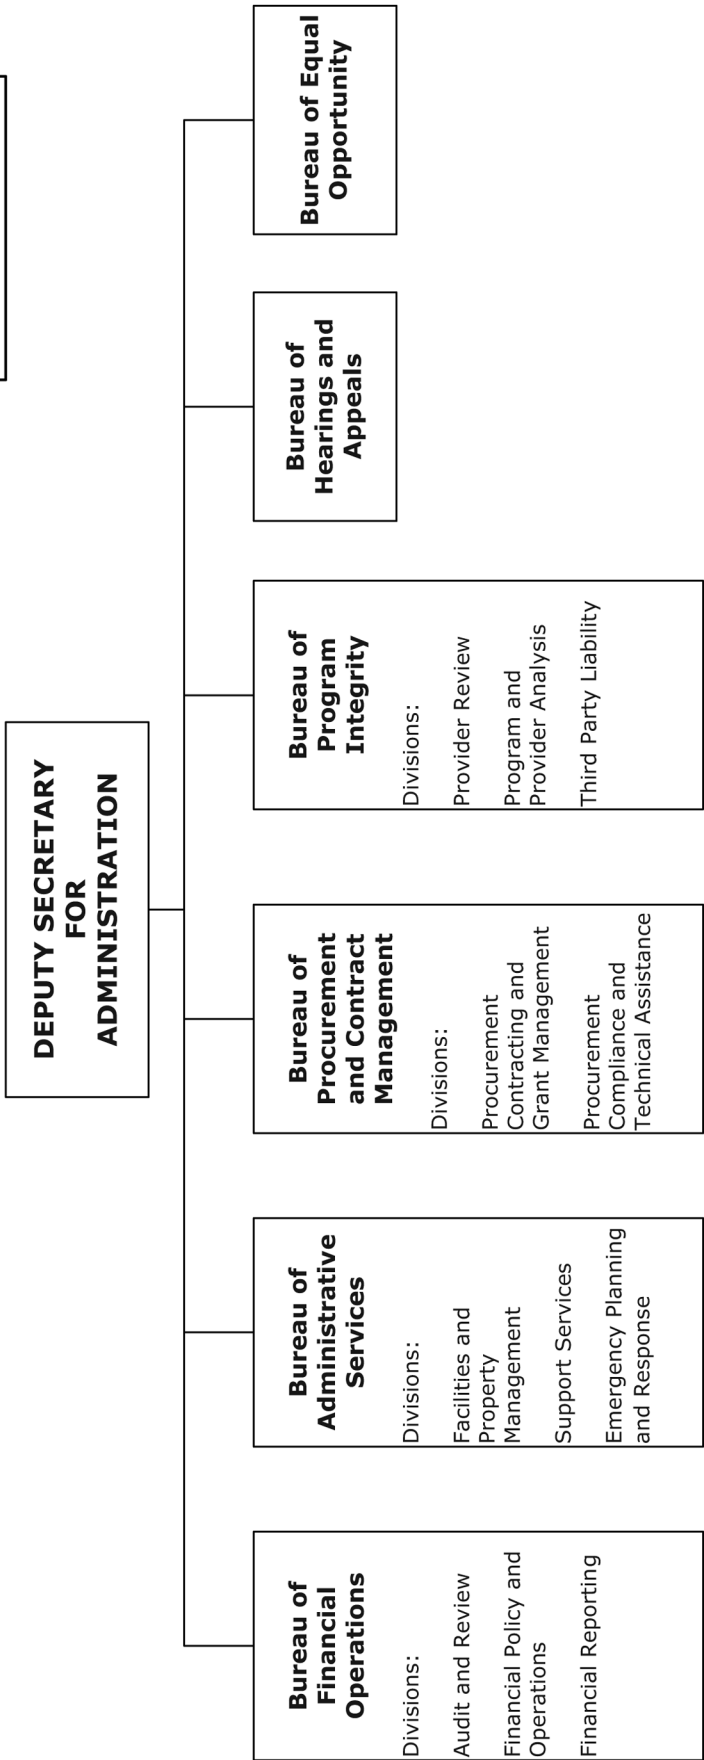 DEPUTY SECRETARY
FOR
ADMINISTRATION
Bureau of
Financial
Operations
Divisions:
Audit and Review
Financial Policy and
Operations
Financial Reporting
Bureau of
Administrative
Services
Divisions:
Facilities and
Property
Management
Support Services
Emergency Planning
and Response
Bureau of
Procurement
and Contract
Management
Divisions:
Procurement
Contracting and
Grant Management
Procurement
Compliance and
Technical Assistance
Bureau of
Program
Integrity
Divisions:
Provider Review
Program and
Provider Analysis
Third Party Liability
Bureau of
Hearings and
Appeals
Bureau of Equal
Opportunity